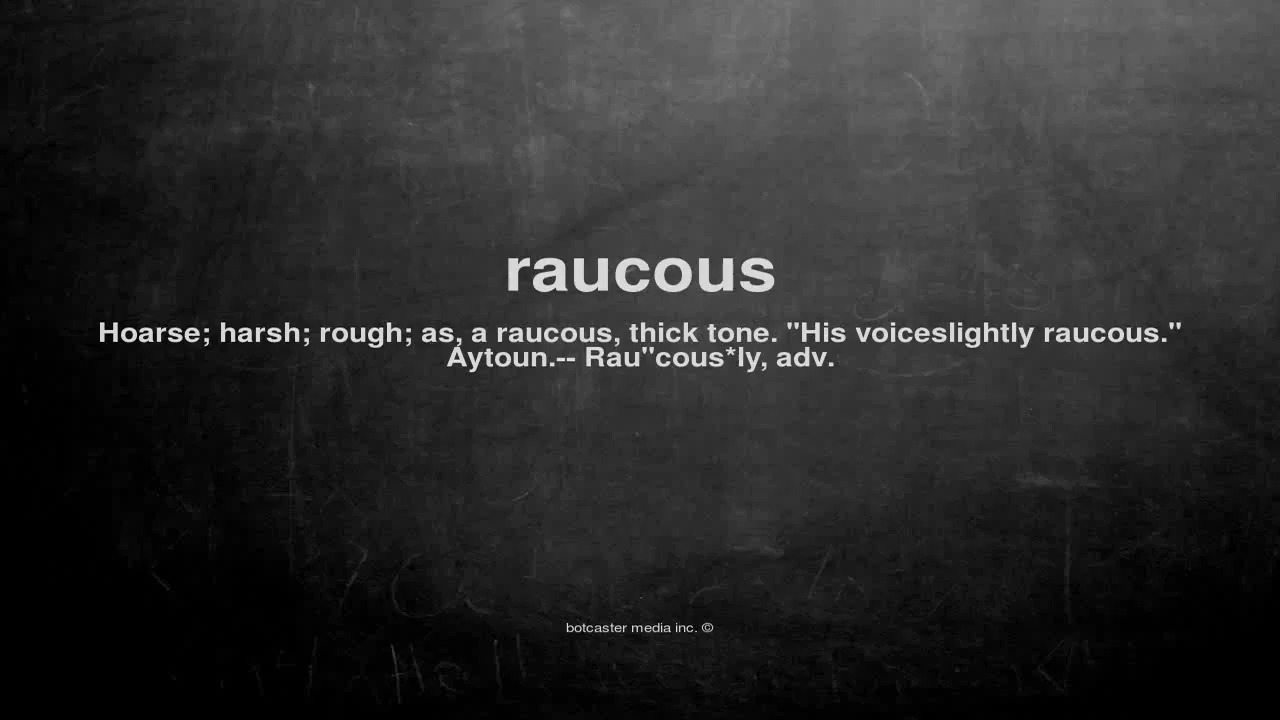 raucous
Hoarse; harsh; rough; as, a raucous, thick tone. "His voiceslightly raucous."
Aytoun.-- Rau"cous*ly, adv.
botcaster media inc. ©